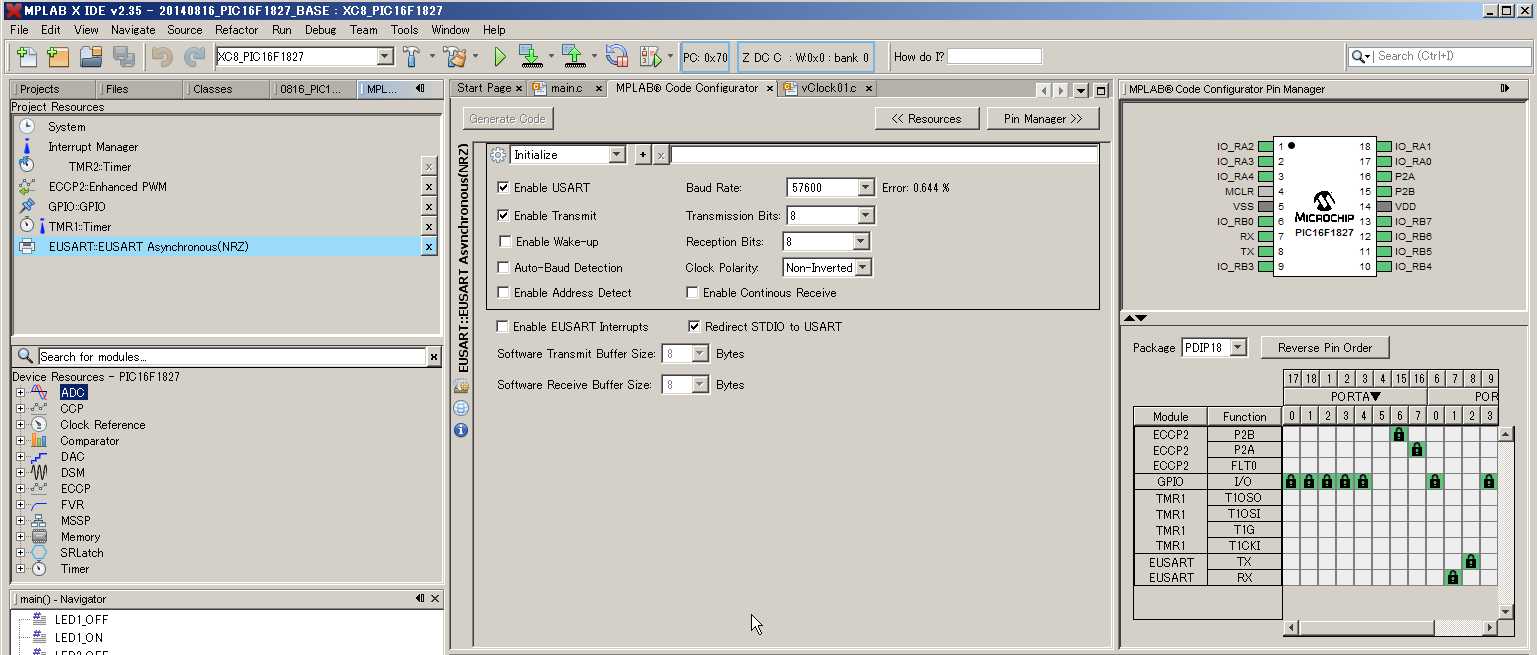 MPLAB X IDE v2.35 - 20140816_PIC16F1827_BASE : XC8_PIC16F1827
File Edit View Navigate Source Refactor Run Debug Team Tools Window Help
XC8_PIC16F1827 PC: 0x70 Z DC C : W:0x0 : bank 0 How do I? Search (Ctrl+I)
Projects Files Classes 0816_PIC1... MPL...
Project Resources
System
Interrupt Manager
TMR2::Timer x
ECCP2::Enhanced PWM x
GPIO::GPIO x
TMR1::Timer x
EUSART::EUSART Asynchronous(NRZ) x
Search for modules... x
Device Resources - PIC16F1827
ADC
CCP
Clock Reference
Comparator
DAC
DSM
ECCP
FVR
MSSP
Memory
SRLatch
Timer
main() - Navigator
LED1_OFF
LED1_ON
Start Page x main.c x MPLAB® Code Configurator x vClock01.c x
Generate Code << Resources Pin Manager >>
EUSART::EUSART Asynchronous(NRZ)
Initialize + x
Enable USART Baud Rate: 57600 Error: 0.644 %
Enable Transmit Transmission Bits: 8
Enable Wake-up Reception Bits: 8
Auto-Baud Detection Clock Polarity: Non-Inverted
Enable Address Detect Enable Continous Receive
Enable EUSART Interrupts Redirect STDIO to USART
Software Transmit Buffer Size: 8 Bytes
Software Receive Buffer Size: 8 Bytes
MPLAB® Code Configurator Pin Manager
IO_RA2 1 18 IO_RA1
IO_RA3 2 17 IO_RA0
IO_RA4 3 16 P2A
MCLR 4 15 P2B
VSS 5 14 VDD
IO_RB0 6 13 IO_RB7
RX 7 12 IO_RB6
TX 8 11 IO_RB5
IO_RB3 9 10 IO_RB4
MICROCHIP
PIC16F1827
Package PDIP18 Reverse Pin Order
17 18 1 2 3 4 15 16 6 7 8 9
PORTA▼ POR
Module Function 0 1 2 3 4 5 6 7 0 1 2 3
ECCP2 P2B
ECCP2 P2A
ECCP2 FLT0
GPIO I/O
TMR1 T1OSO
TMR1 T1OSI
TMR1 T1G
TMR1 T1CKI
EUSART TX
EUSART RX